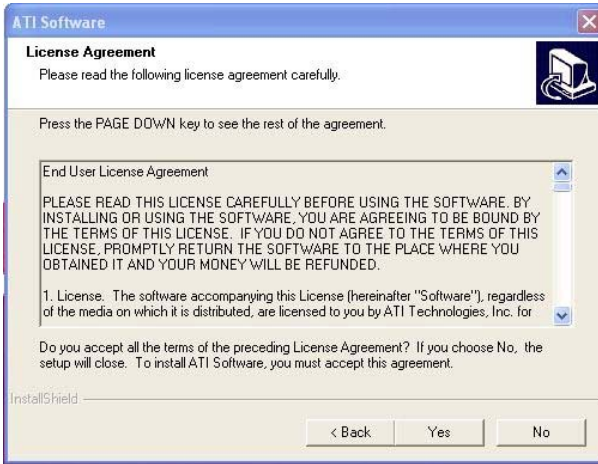 ATI Software
License Agreement
Please read the following license agreement carefully.
Press the PAGE DOWN key to see the rest of the agreement.
End User License Agreement
PLEASE READ THIS LICENSE CAREFULLY BEFORE USING THE SOFTWARE. BY
INSTALLING OR USING THE SOFTWARE, YOU ARE AGREEING TO BE BOUND BY
THE TERMS OF THIS LICENSE. IF YOU DO NOT AGREE TO THE TERMS OF THIS
LICENSE, PROMPTLY RETURN THE SOFTWARE TO THE PLACE WHERE YOU
OBTAINED IT AND YOUR MONEY WILL BE REFUNDED.
1. License. The software accompanying this License (hereinafter "Software"), regardless
of the media on which it is distributed, are licensed to you by ATI Technologies, Inc. for
Do you accept all the terms of the preceding License Agreement? If you choose No, the
setup will close. To install ATI Software, you must accept this agreement.
InstallShield
< Back Yes No